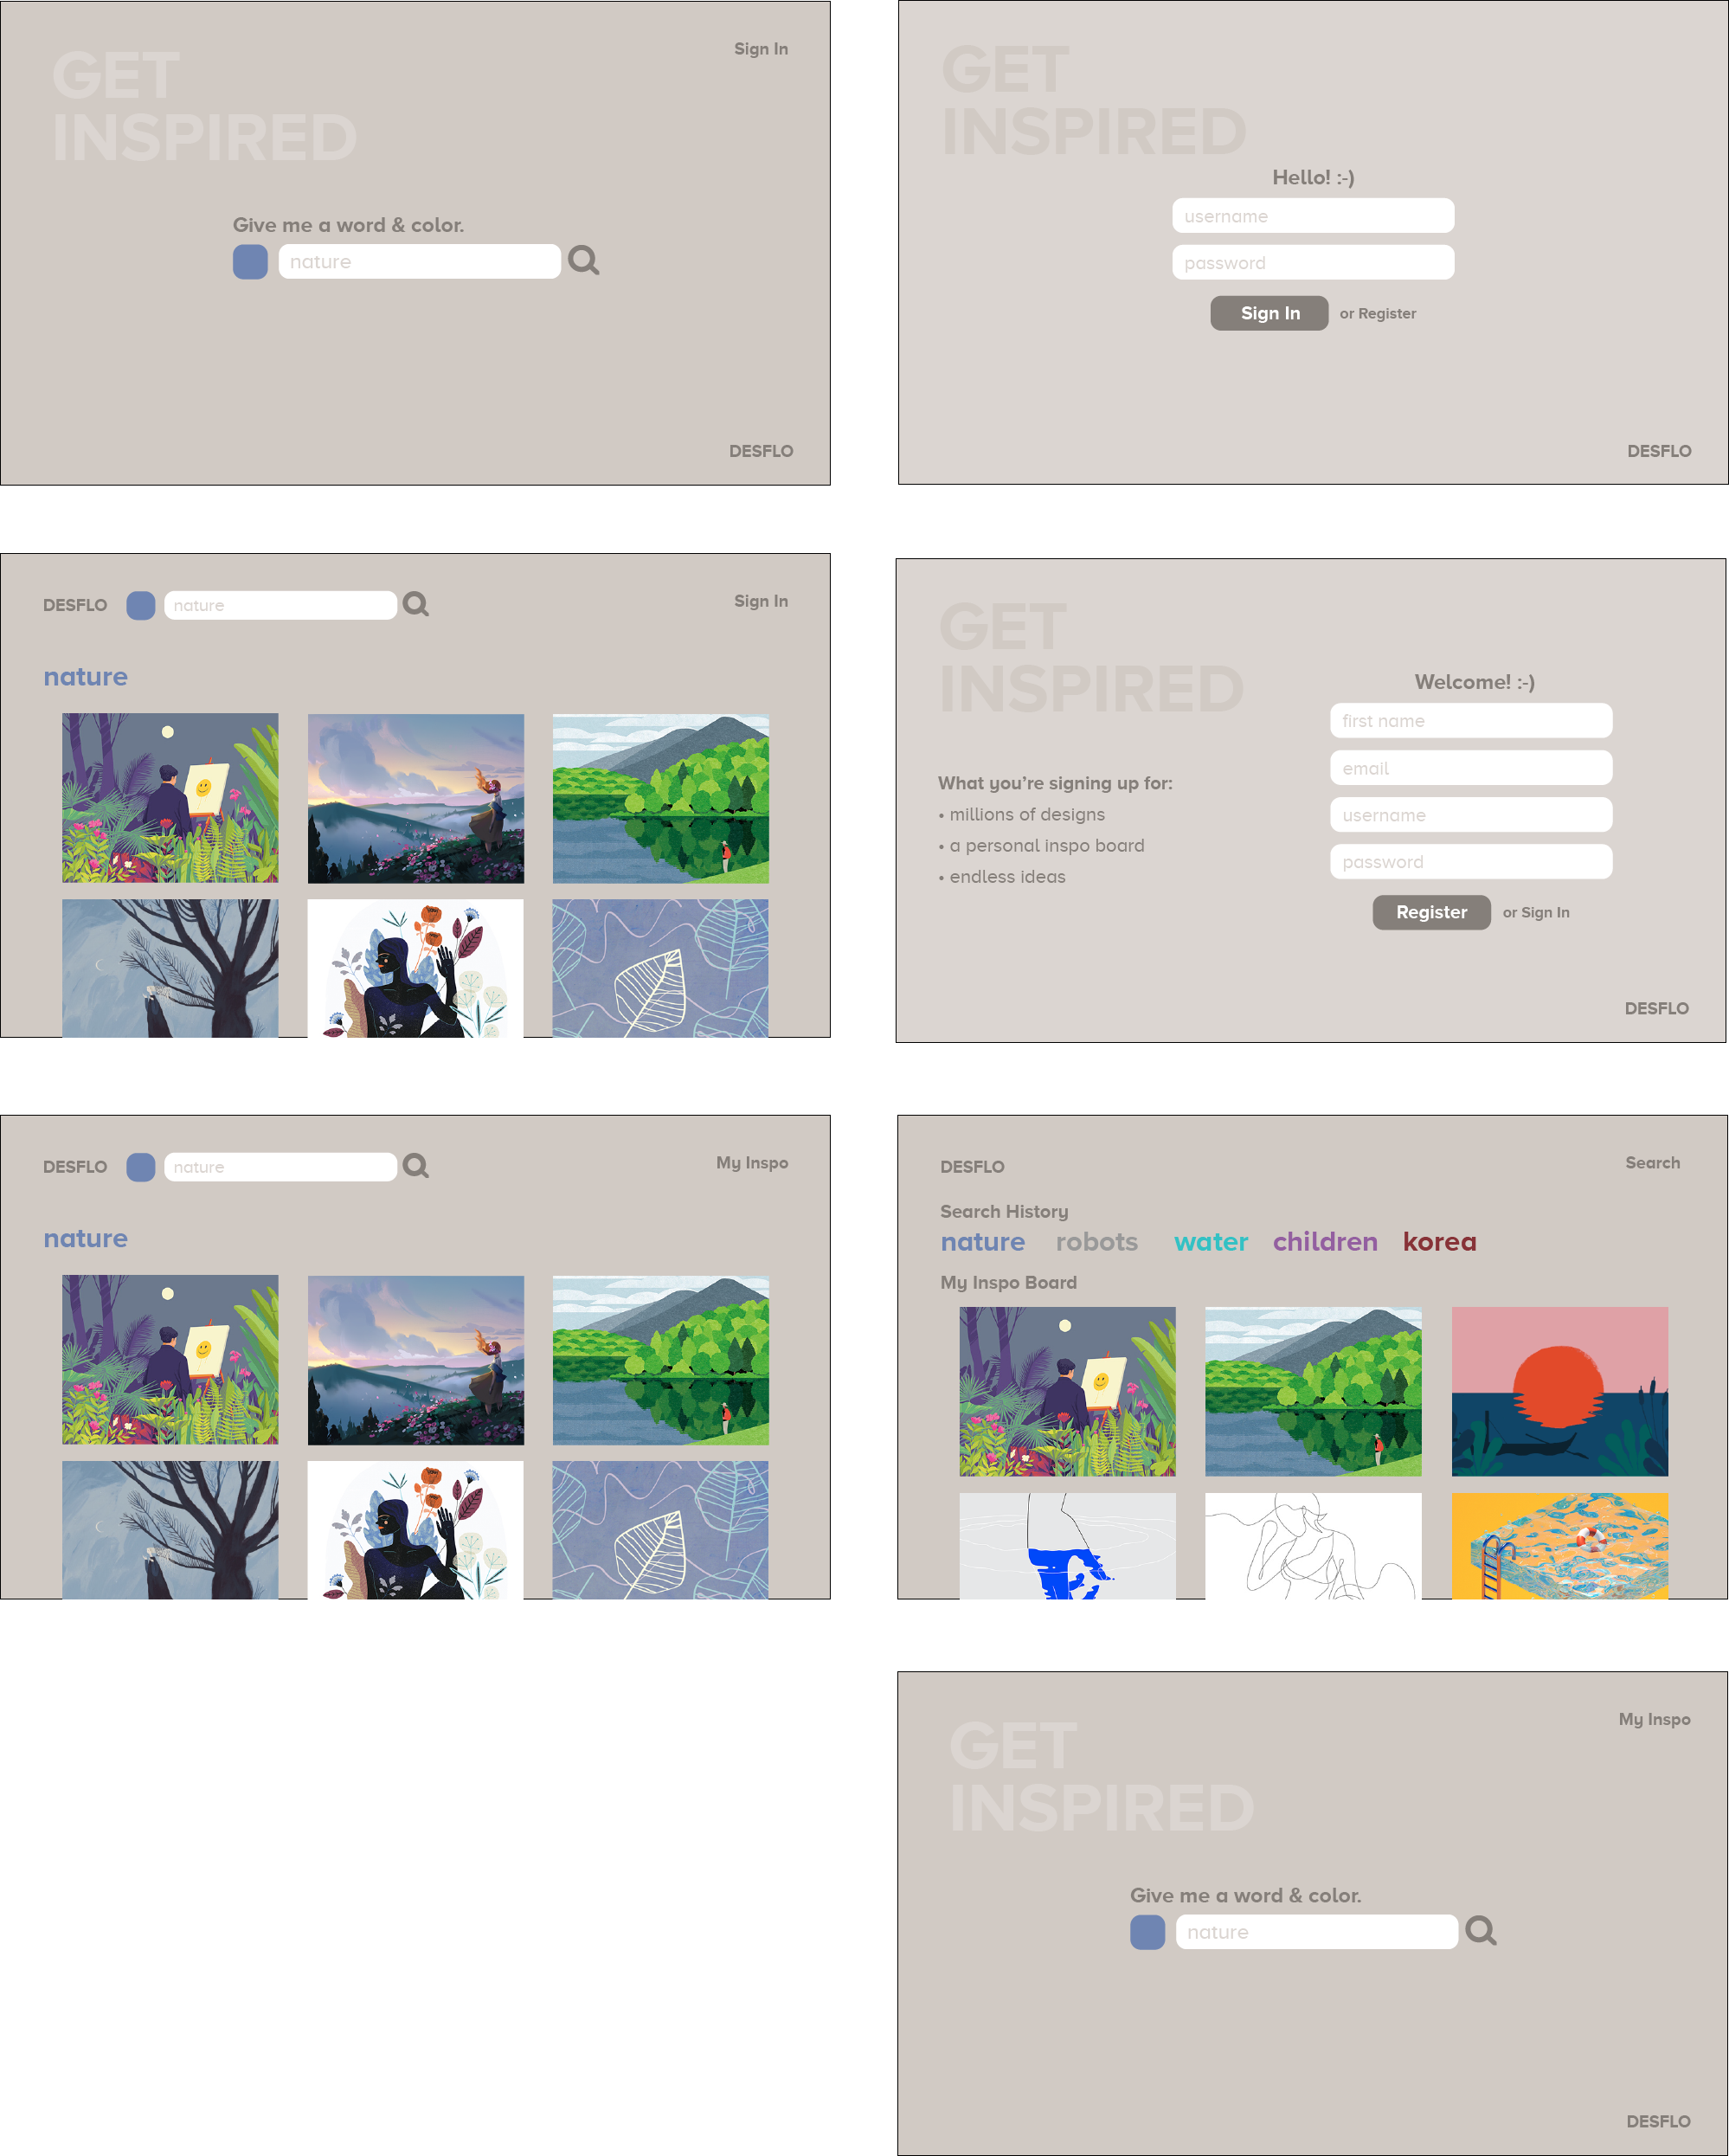 GET
INSPIRED
Sign In
Give me a word & color.
nature
DESFLO
GET
INSPIRED
Hello! :-)
username
password
Sign In or Register
DESFLO
DESFLO nature Sign In
nature
GET
INSPIRED
What you’re signing up for:
• millions of designs
• a personal inspo board
• endless ideas
Welcome! :-)
first name
email
username
password
Register or Sign In
DESFLO
DESFLO nature My Inspo
nature
DESFLO Search
Search History
nature robots water children korea
My Inspo Board
GET
INSPIRED
My Inspo
Give me a word & color.
nature
DESFLO